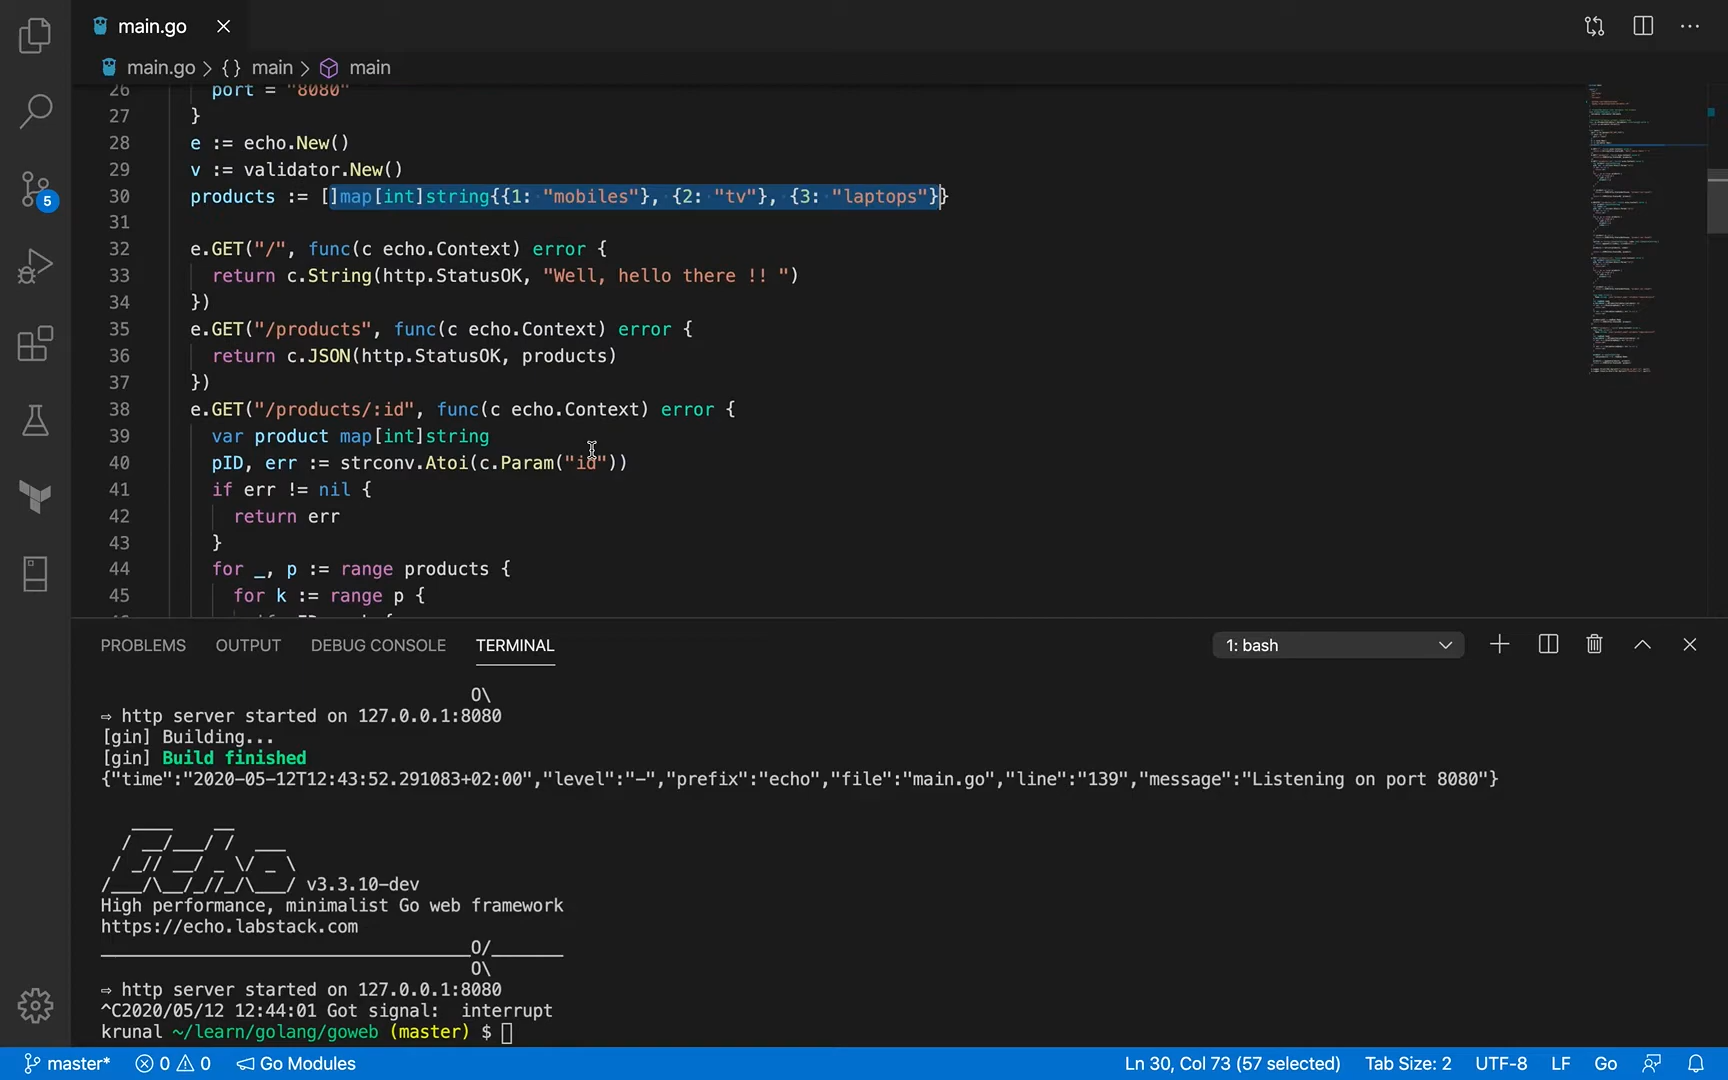 main.go
main.go > {} main > main
26 port = "8080"
27 }
28 e := echo.New()
29 v := validator.New()
30 products := []map[int]string{{1: "mobiles"}, {2: "tv"}, {3: "laptops"}}
31
32 e.GET("/", func(c echo.Context) error {
33 return c.String(http.StatusOK, "Well, hello there !! ")
34 })
35 e.GET("/products", func(c echo.Context) error {
36 return c.JSON(http.StatusOK, products)
37 })
38 e.GET("/products/:id", func(c echo.Context) error {
39 var product map[int]string
40 pID, err := strconv.Atoi(c.Param("id"))
41 if err != nil {
42 return err
43 }
44 for _, p := range products {
45 for k := range p {
5
PROBLEMS OUTPUT DEBUG CONSOLE TERMINAL 1: bash
O\
⇨ http server started on 127.0.0.1:8080
[gin] Building...
[gin] Build finished
{"time":"2020-05-12T12:43:52.291083+02:00","level":"-","prefix":"echo","file":"main.go","line":"139","message":"Listening on port 8080"}
Echo v3.3.10-dev
High performance, minimalist Go web framework
https://echo.labstack.com
____________________________________O/_______
O\
⇨ http server started on 127.0.0.1:8080
^C2020/05/12 12:44:01 Got signal: interrupt
krunal ~/learn/golang/goweb (master) $
master* 0 0 Go Modules Ln 30, Col 73 (57 selected) Tab Size: 2 UTF-8 LF Go